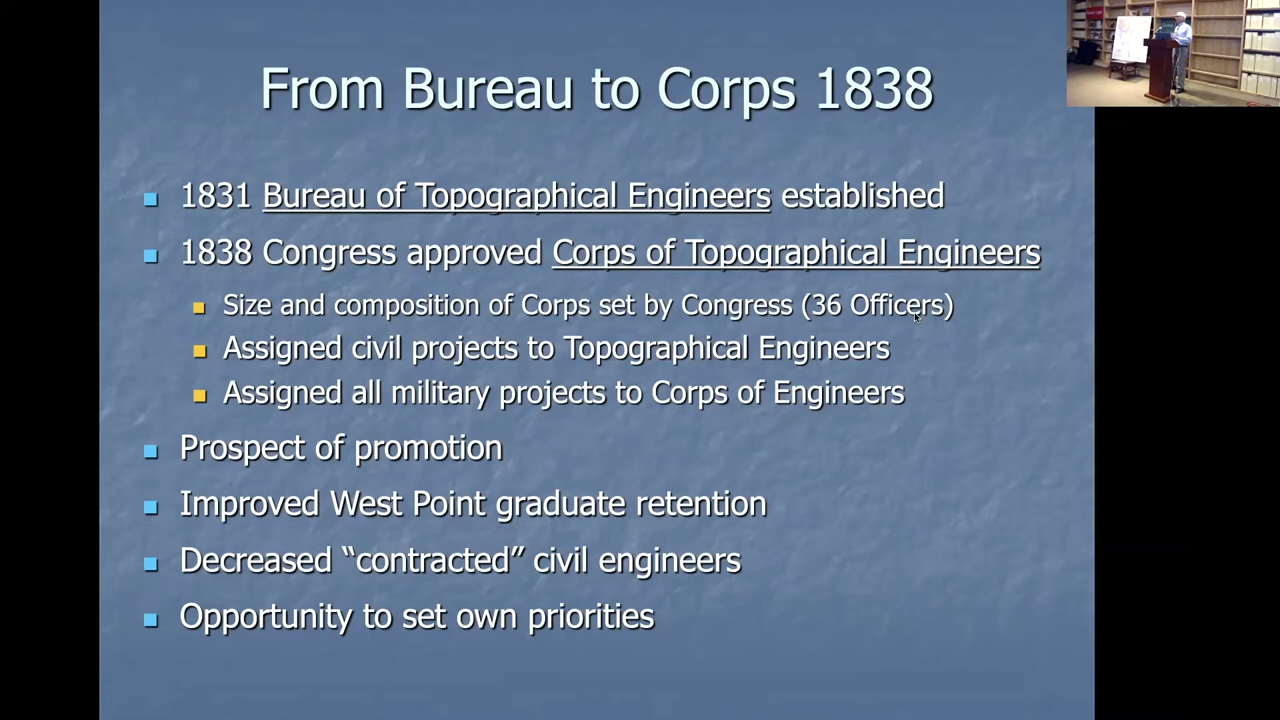 From Bureau to Corps 1838
1831 Bureau of Topographical Engineers established
1838 Congress approved Corps of Topographical Engineers
Size and composition of Corps set by Congress (36 Officers)
Assigned civil projects to Topographical Engineers
Assigned all military projects to Corps of Engineers
Prospect of promotion
Improved West Point graduate retention
Decreased “contracted” civil engineers
Opportunity to set own priorities